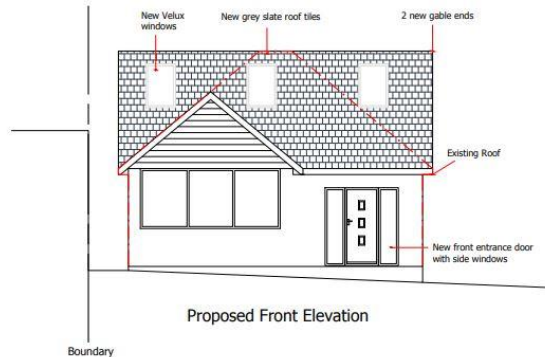 New Velux
windows
New grey slate roof tiles
2 new gable ends
Existing Roof
New front entrance door
with side windows
Proposed Front Elevation
Boundary